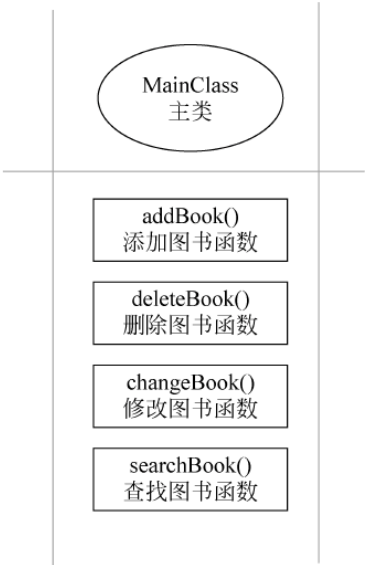 MainClass
主类
addBook()
添加图书函数
deleteBook()
删除图书函数
changeBook()
修改图书函数
searchBook()
查找图书函数